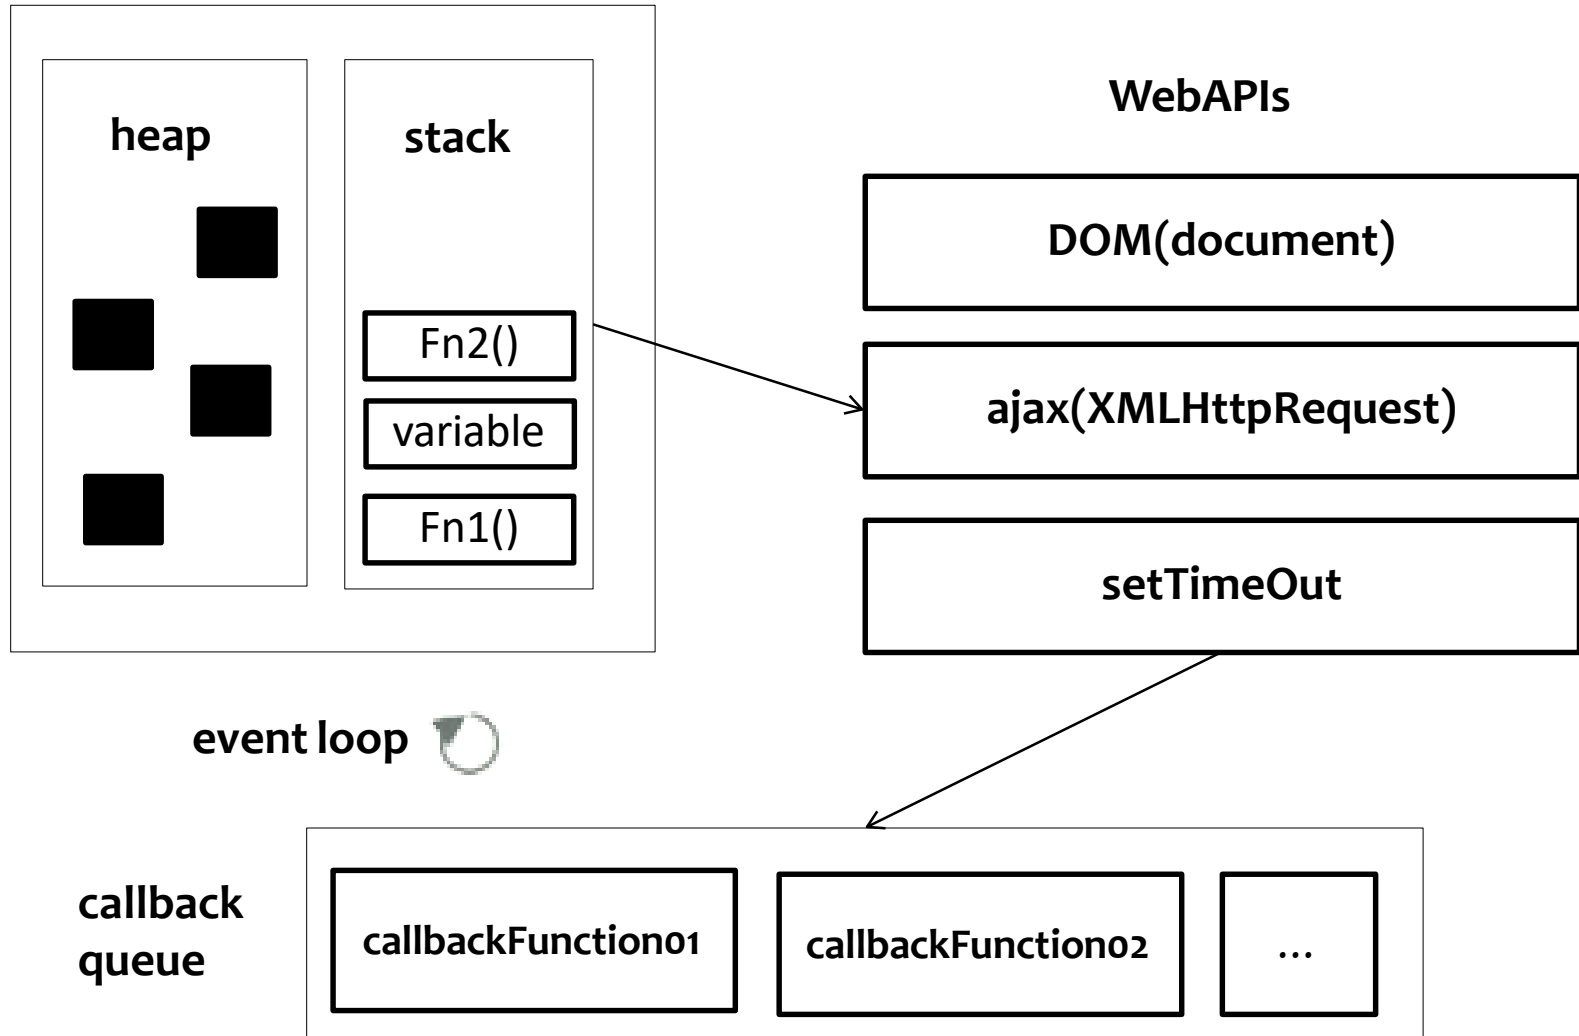 heap
stack
Fn2()
variable
Fn1()
WebAPIs
DOM(document)
ajax(XMLHttpRequest)
setTimeOut
event loop
callback
queue
callbackFunction01
callbackFunction02
...